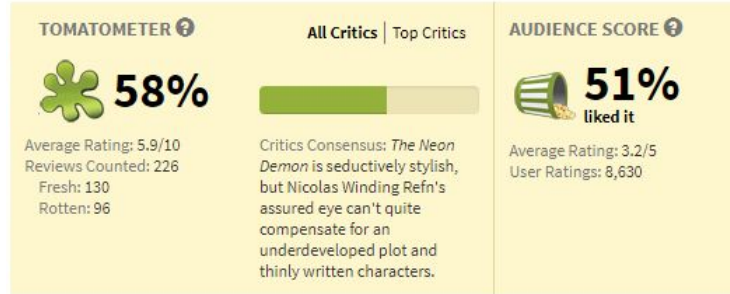 TOMATOMETER ?
58%
Average Rating: 5.9/10
Reviews Counted: 226
Fresh: 130
Rotten: 96
All Critics | Top Critics
Critics Consensus: The Neon
Demon is seductively stylish,
but Nicolas Winding Refn's
assured eye can't quite
compensate for an
underdeveloped plot and
thinly written characters.
AUDIENCE SCORE ?
51%
liked it
Average Rating: 3.2/5
User Ratings: 8,630